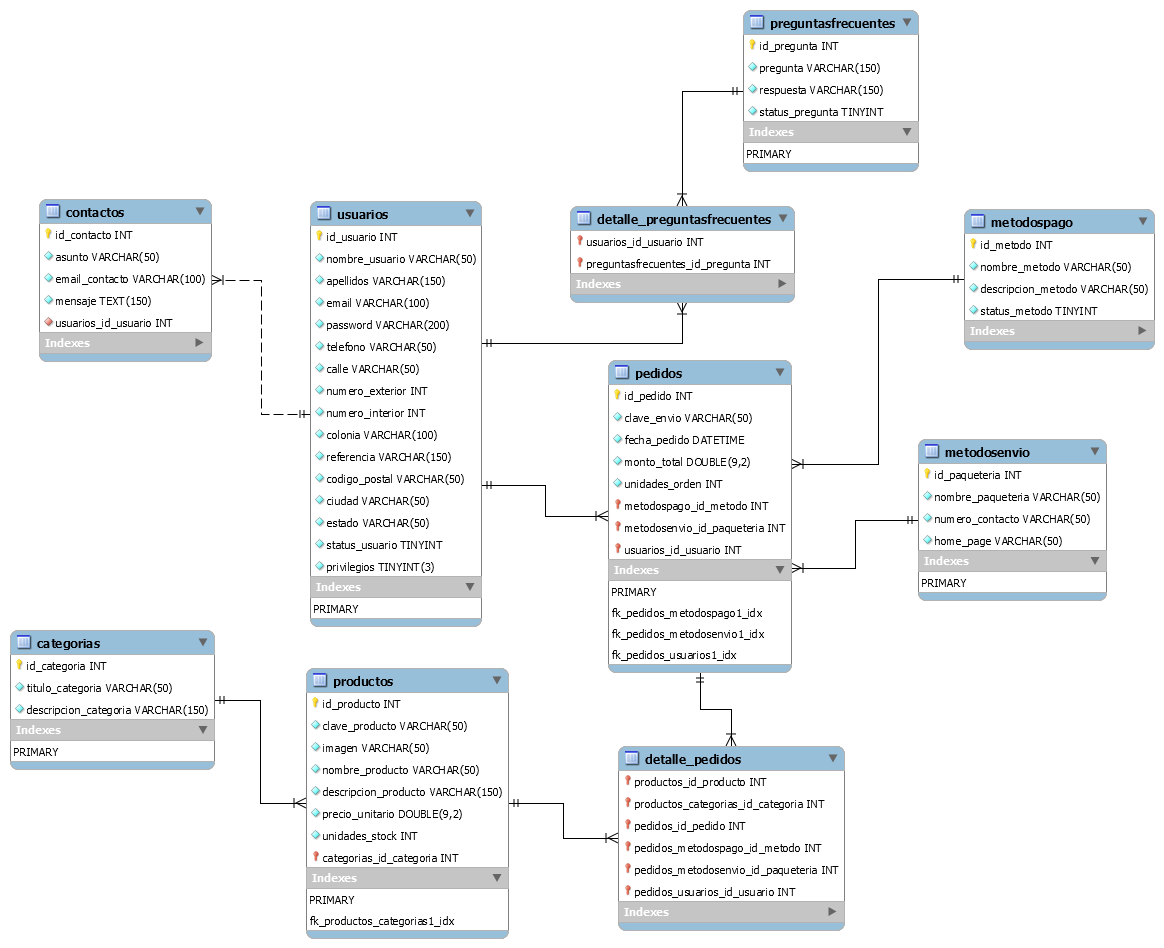 preguntasfrecuentes
id_pregunta INT
pregunta VARCHAR(150)
respuesta VARCHAR(150)
status_pregunta TINYINT
Indexes
PRIMARY
contactos
id_contacto INT
asunto VARCHAR(50)
email_contacto VARCHAR(100)
mensaje TEXT(150)
usuarios_id_usuario INT
Indexes
usuarios
id_usuario INT
nombre_usuario VARCHAR(50)
apellidos VARCHAR(150)
email VARCHAR(100)
password VARCHAR(200)
telefono VARCHAR(50)
calle VARCHAR(50)
numero_exterior INT
numero_interior INT
colonia VARCHAR(100)
referencia VARCHAR(150)
codigo_postal VARCHAR(50)
ciudad VARCHAR(50)
estado VARCHAR(50)
status_usuario TINYINT
privilegios TINYINT(3)
Indexes
PRIMARY
detalle_preguntasfrecuentes
usuarios_id_usuario INT
preguntasfrecuentes_id_pregunta INT
Indexes
metodospago
id_metodo INT
nombre_metodo VARCHAR(50)
descripcion_metodo VARCHAR(50)
status_metodo TINYINT
Indexes
pedidos
id_pedido INT
clave_envio VARCHAR(50)
fecha_pedido DATETIME
monto_total DOUBLE(9,2)
unidades_orden INT
metodospago_id_metodo INT
metodosenvio_id_paqueteria INT
usuarios_id_usuario INT
Indexes
PRIMARY
fk_pedidos_metodospago1_idx
fk_pedidos_metodosenvio1_idx
fk_pedidos_usuarios1_idx
metodosenvio
id_paqueteria INT
nombre_paqueteria VARCHAR(50)
numero_contacto VARCHAR(50)
home_page VARCHAR(50)
Indexes
PRIMARY
categorias
id_categoria INT
titulo_categoria VARCHAR(50)
descripcion_categoria VARCHAR(150)
Indexes
PRIMARY
productos
id_producto INT
clave_producto VARCHAR(50)
imagen VARCHAR(50)
nombre_producto VARCHAR(50)
descripcion_producto VARCHAR(150)
precio_unitario DOUBLE(9,2)
unidades_stock INT
categorias_id_categoria INT
Indexes
PRIMARY
fk_productos_categorias1_idx
detalle_pedidos
productos_id_producto INT
productos_categorias_id_categoria INT
pedidos_id_pedido INT
pedidos_metodospago_id_metodo INT
pedidos_metodosenvio_id_paqueteria INT
pedidos_usuarios_id_usuario INT
Indexes